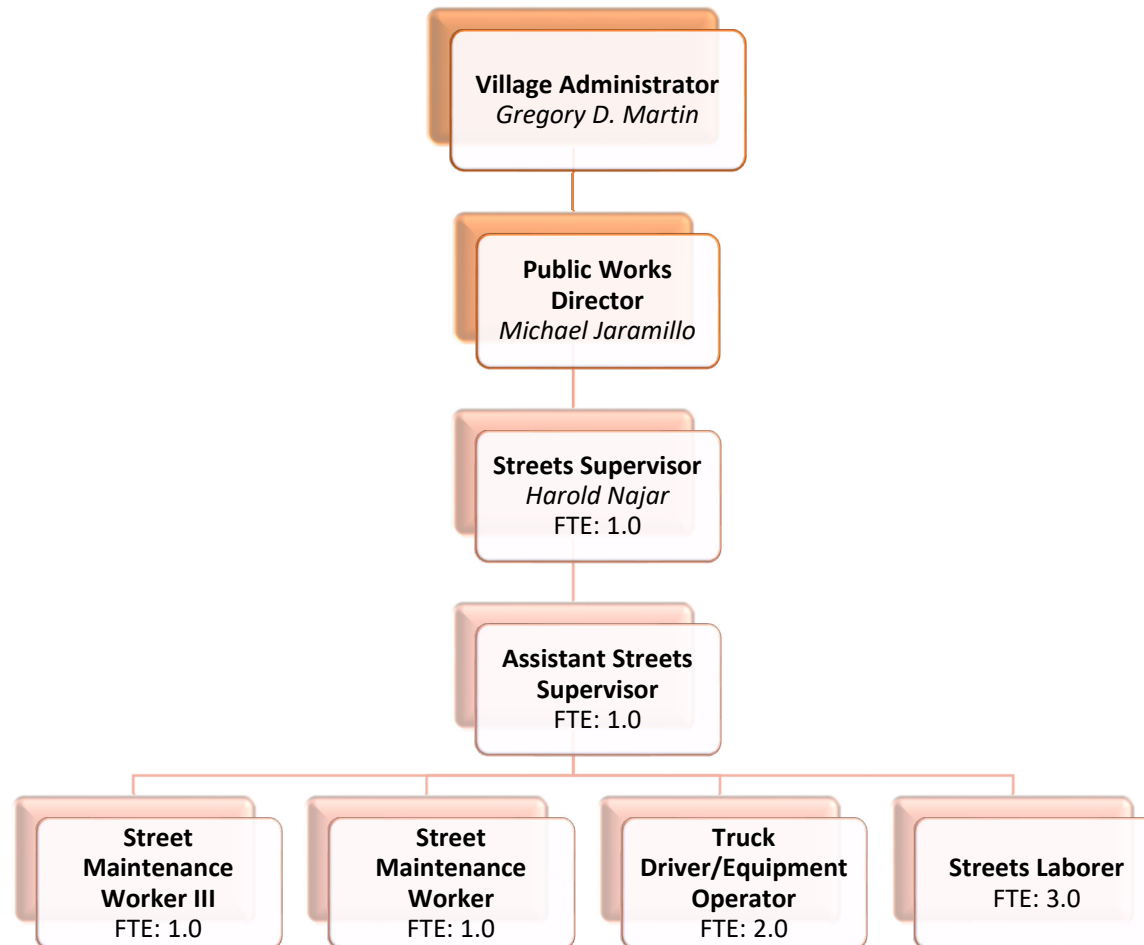 Village Administrator
Gregory D. Martin
Public Works
Director
Michael Jaramillo
Streets Supervisor
Harold Najar
FTE: 1.0
Assistant Streets
Supervisor
FTE: 1.0
Street
Maintenance
Worker III
FTE: 1.0
Street
Maintenance
Worker
FTE: 1.0
Truck
Driver/Equipment
Operator
FTE: 2.0
Streets Laborer
FTE: 3.0